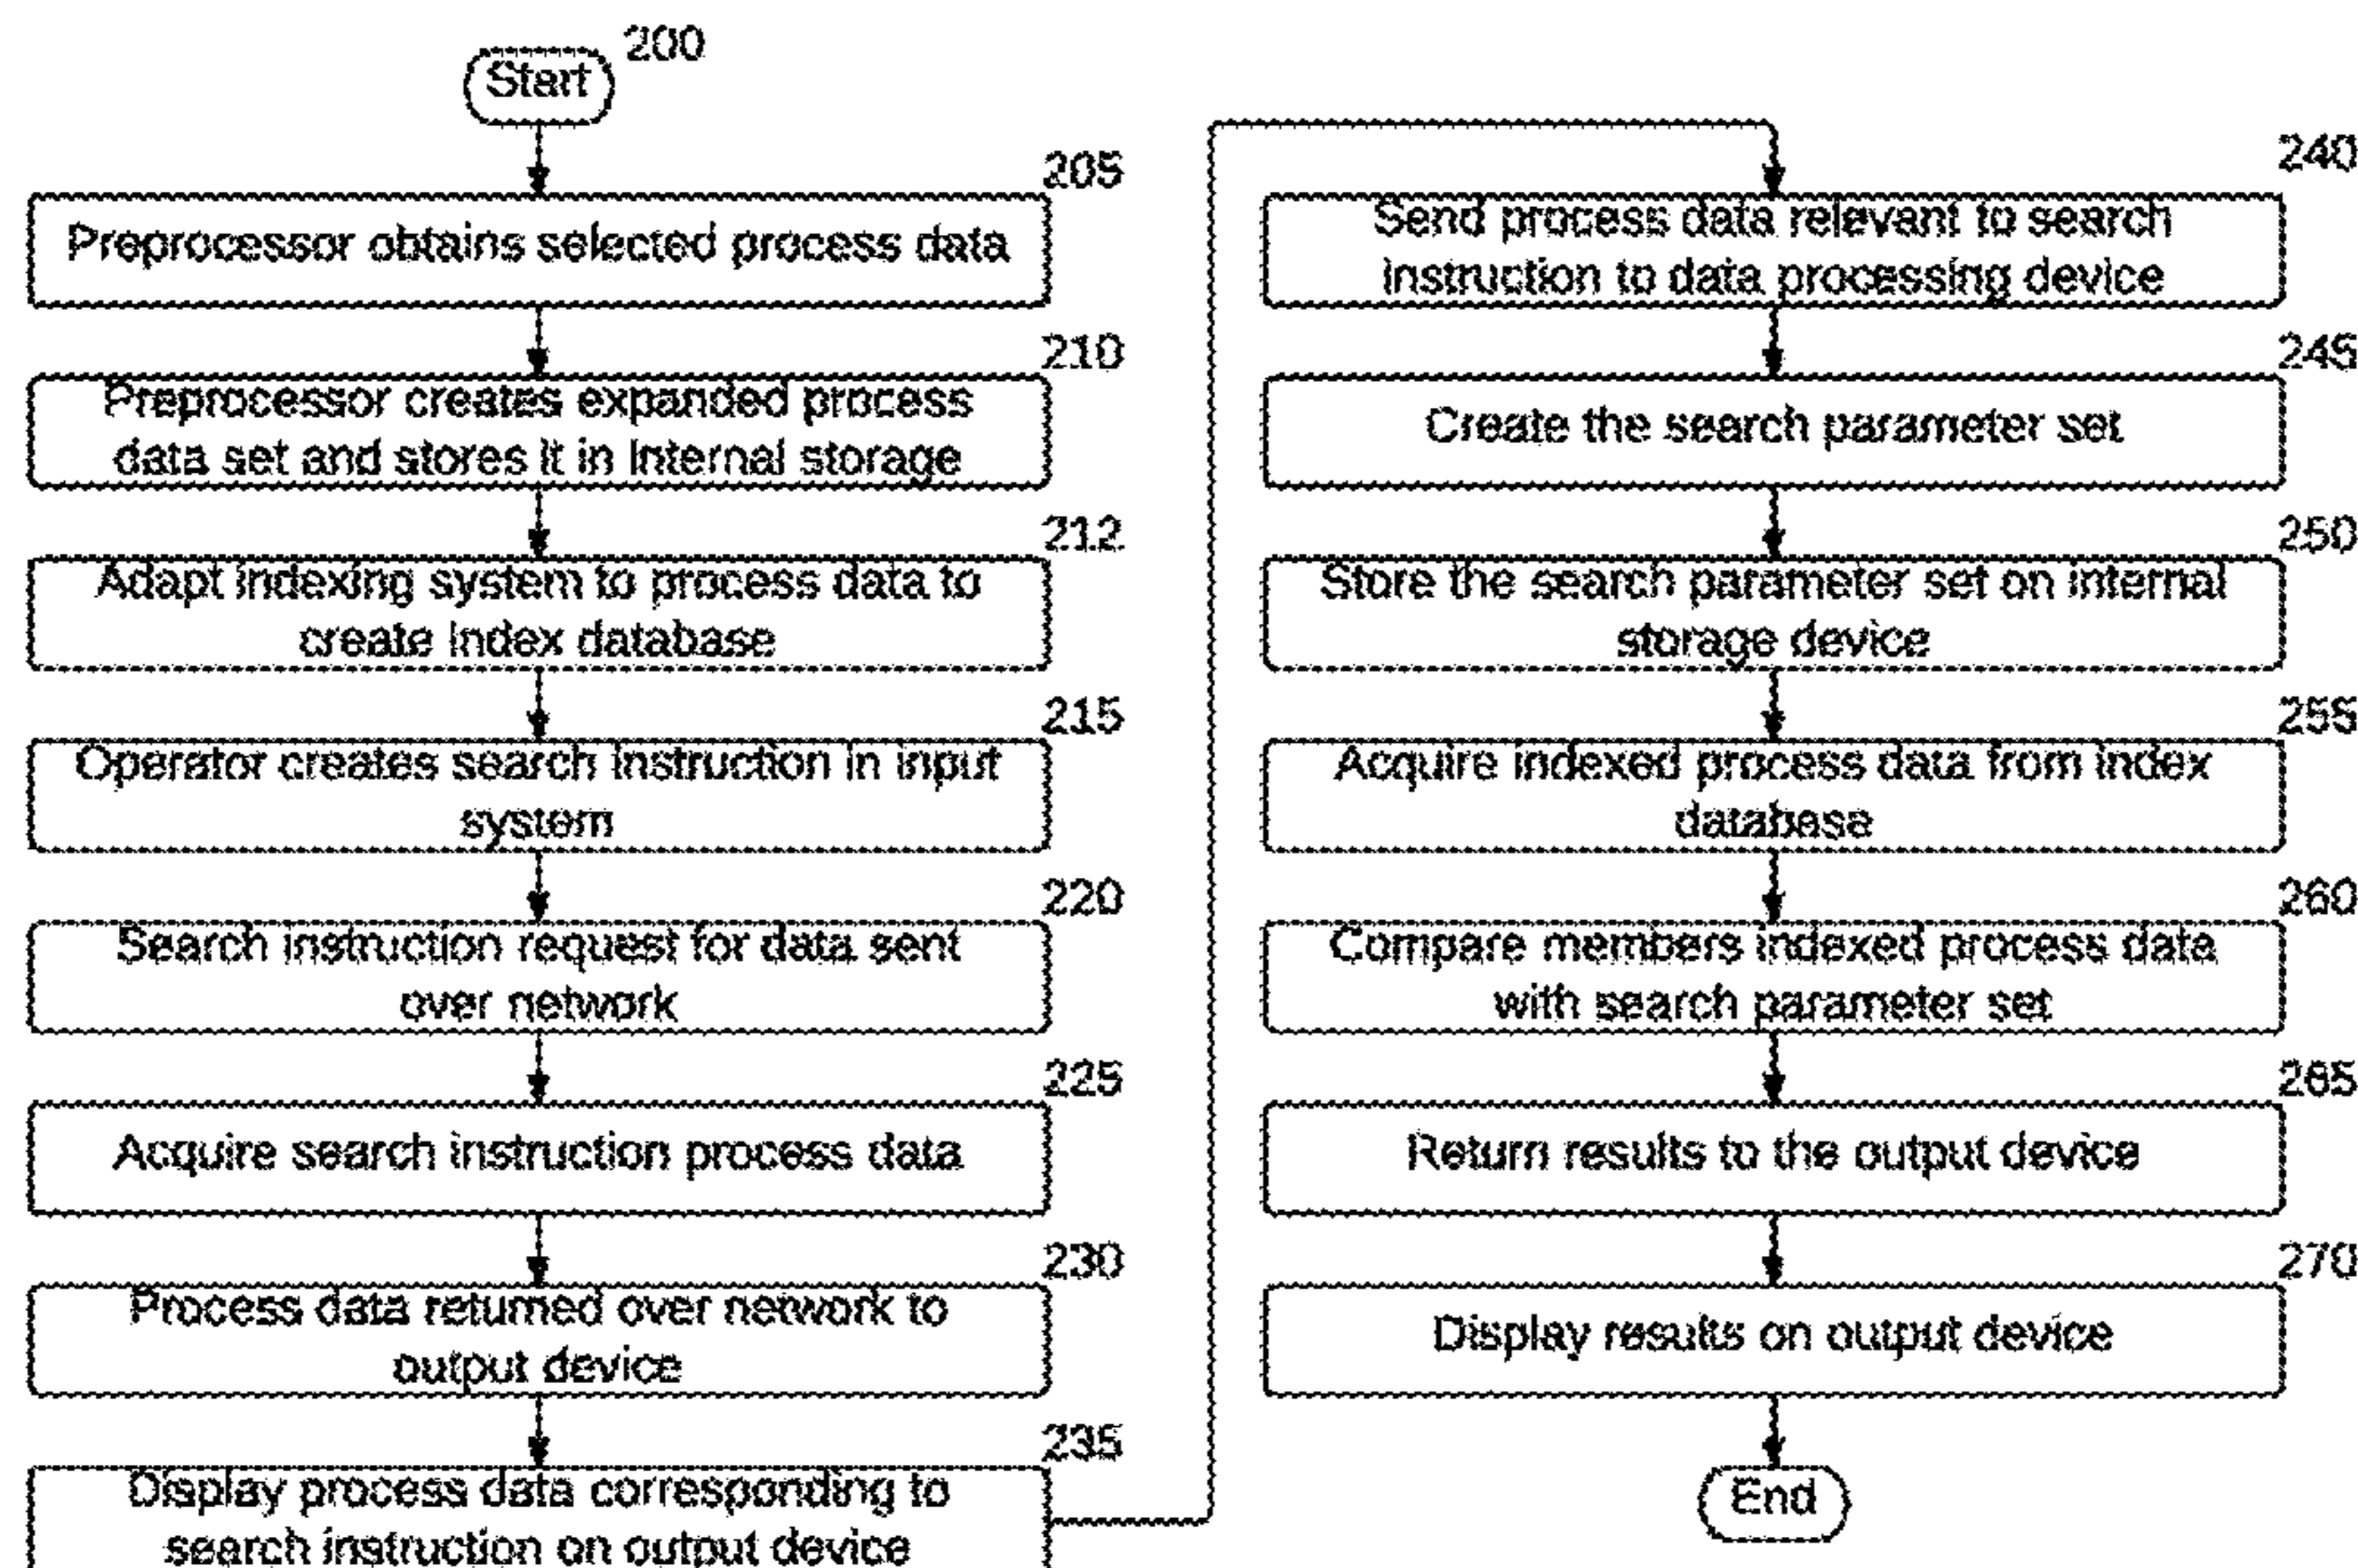 200
Start
205
Preprocessor obtains selected process data
210
Preprocessor creates expanded process
data set and stores it in internal storage
212
Adapt indexing system to process data to
create index database
215
Operator creates search instruction in input
system
220
Search instruction request for data sent
over network
225
Acquire search instruction process data
230
Process data returned over network to
output device
235
Display process data corresponding to
search instruction on output device
240
Send process data relevant to search
instruction to data processing device
245
Create the search parameter set
250
Store the search parameter set on internal
storage device
255
Acquire indexed process data from index
database
260
Compare members indexed process data
with search parameter set
265
Return results to the output device
270
Display results on output device
End